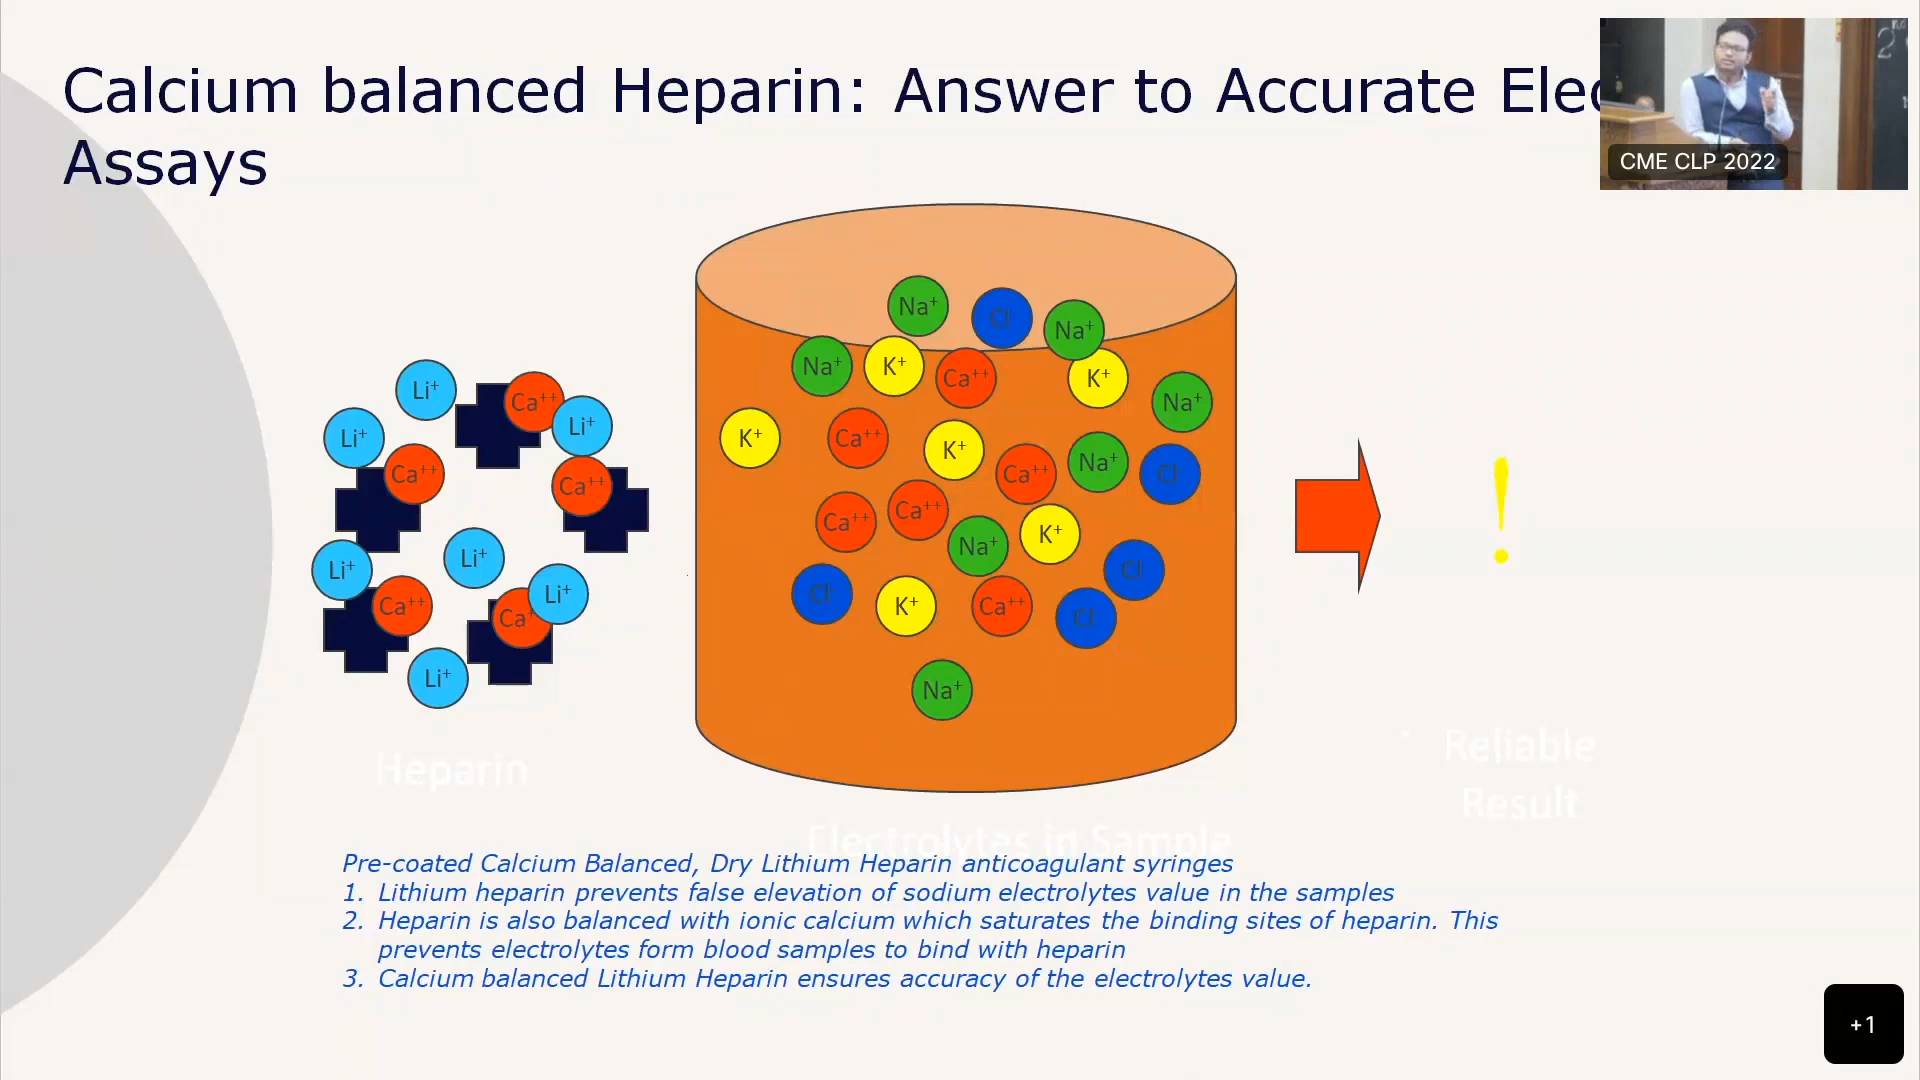 Calcium balanced Heparin: Answer to Accurate Elec
Assays
CME CLP 2022
Na⁺
Cl
Na⁺
Na⁺
K⁺
Ca⁺⁺
K⁺
Na⁺
K⁺
Ca⁺⁺
K⁺
Ca⁺⁺
Na⁺
Cl
Ca⁺⁺
Ca⁺⁺
Na⁺
K⁺
Cl
Cl
K⁺
Ca⁺⁺
Cl
Na⁺
Li⁺
Ca⁺⁺
Li⁺
Li⁺
Ca⁺⁺
Ca⁺⁺
Li⁺
Li⁺
Ca⁺⁺
Ca⁺
Li⁺
Li⁺
!
Heparin
• Reliable
Result
Electrolytes in Sample
Pre-coated Calcium Balanced, Dry Lithium Heparin anticoagulant syringes
1. Lithium heparin prevents false elevation of sodium electrolytes value in the samples
2. Heparin is also balanced with ionic calcium which saturates the binding sites of heparin. This
prevents electrolytes form blood samples to bind with heparin
3. Calcium balanced Lithium Heparin ensures accuracy of the electrolytes value.
+1